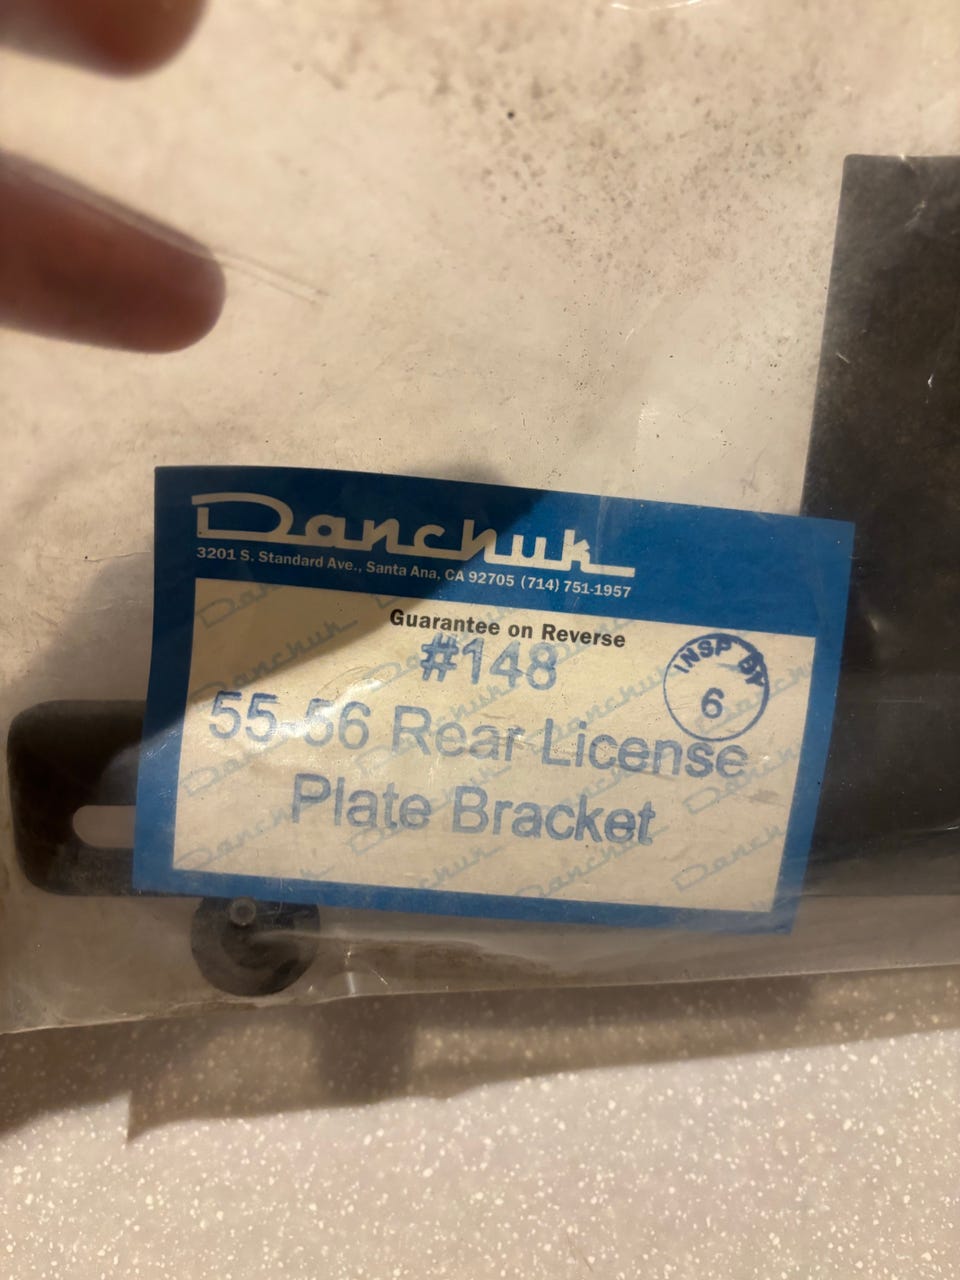 Danchuk
3201 S. Standard Ave., Santa Ana, CA 92705 (714) 751-1957
Guarantee on Reverse
#148
INSP BY
6
55-56 Rear License
Plate Bracket